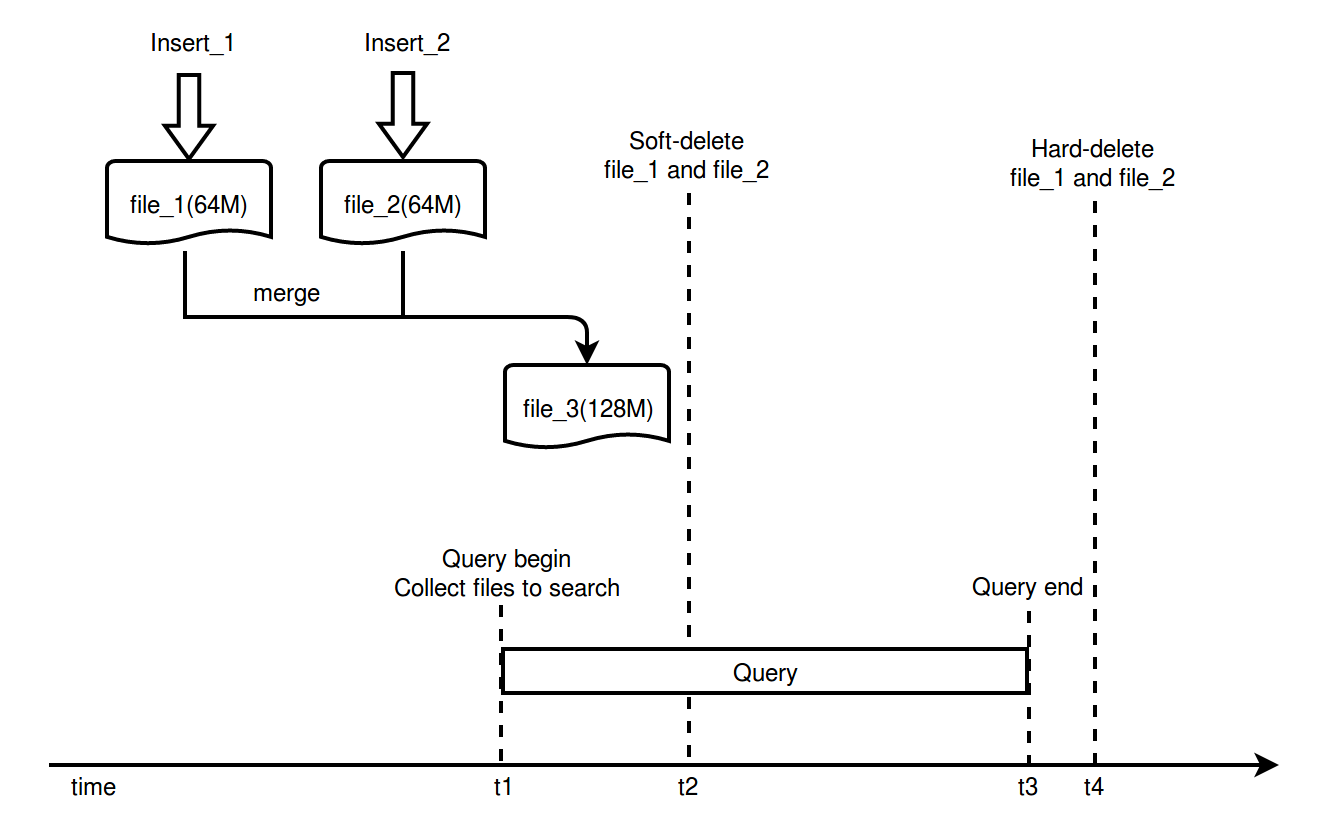 Insert_1
Insert_2
Soft-delete
file_1 and file_2
Hard-delete
file_1 and file_2
file_1(64M)
file_2(64M)
merge
file_3(128M)
Query begin
Collect files to search
Query end
Query
time
t1
t2
t3
t4